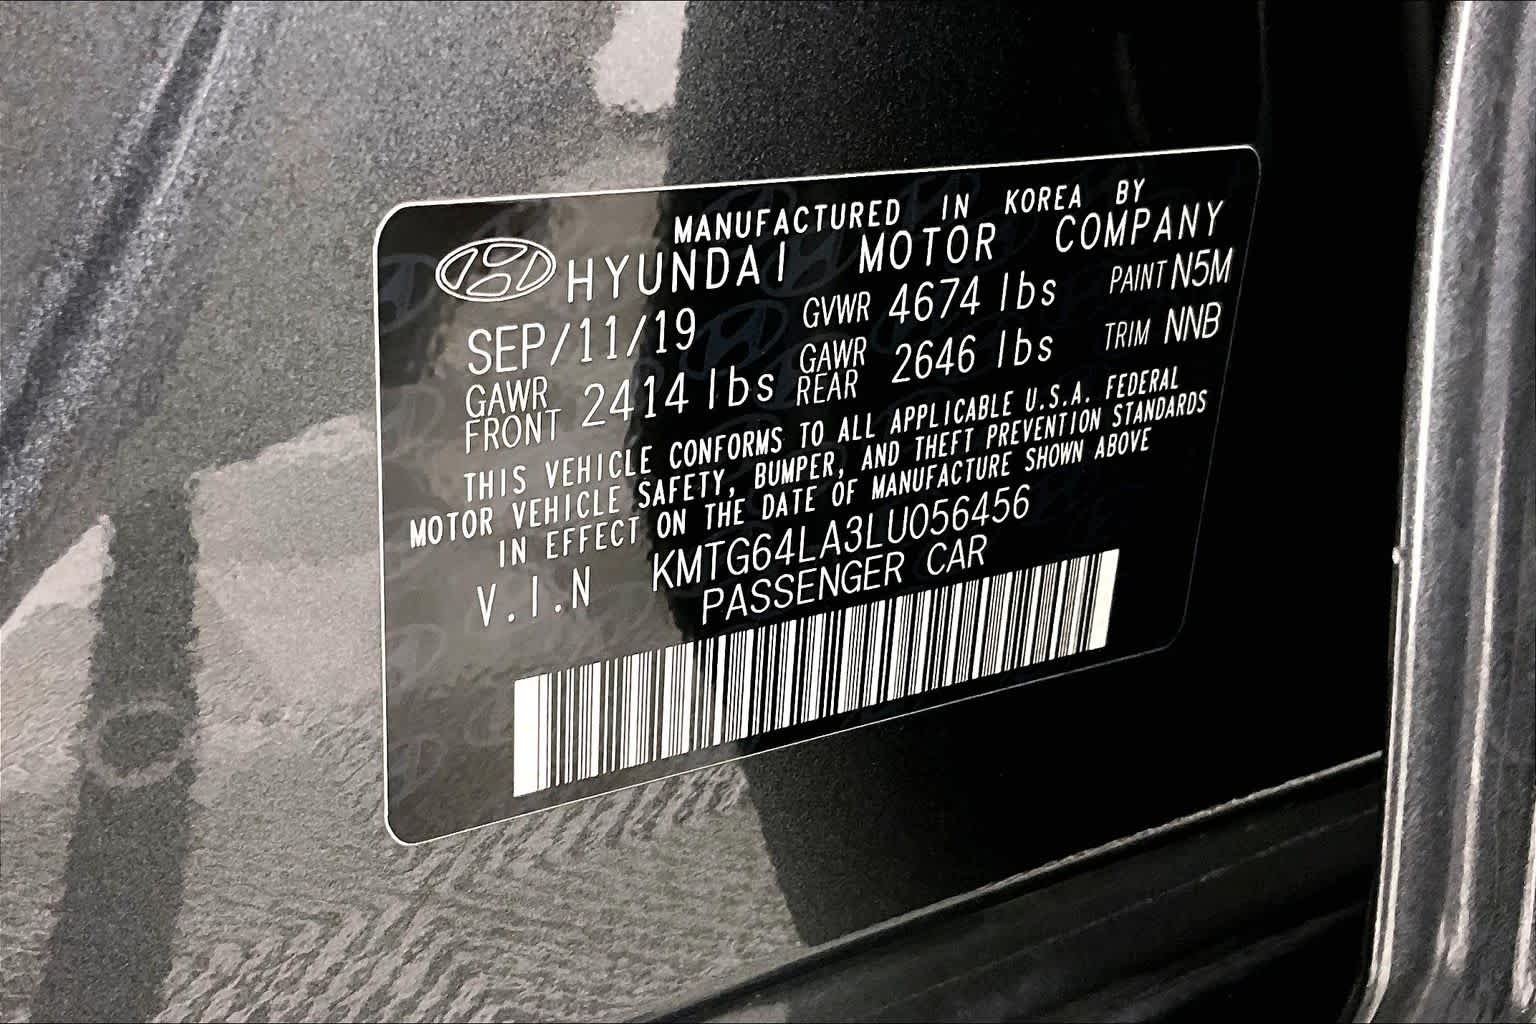 MANUFACTURED IN KOREA BY
HYUNDAI MOTOR COMPANY
SEP/11/19 GVWR 4674 lbs PAINT N5M
GAWR FRONT 2414 lbs GAWR REAR 2646 lbs TRIM NNB
THIS VEHICLE CONFORMS TO ALL APPLICABLE U.S.A. FEDERAL
MOTOR VEHICLE SAFETY, BUMPER, AND THEFT PREVENTION STANDARDS
IN EFFECT ON THE DATE OF MANUFACTURE SHOWN ABOVE
V.I.N KMTG64LA3LU056456
PASSENGER CAR